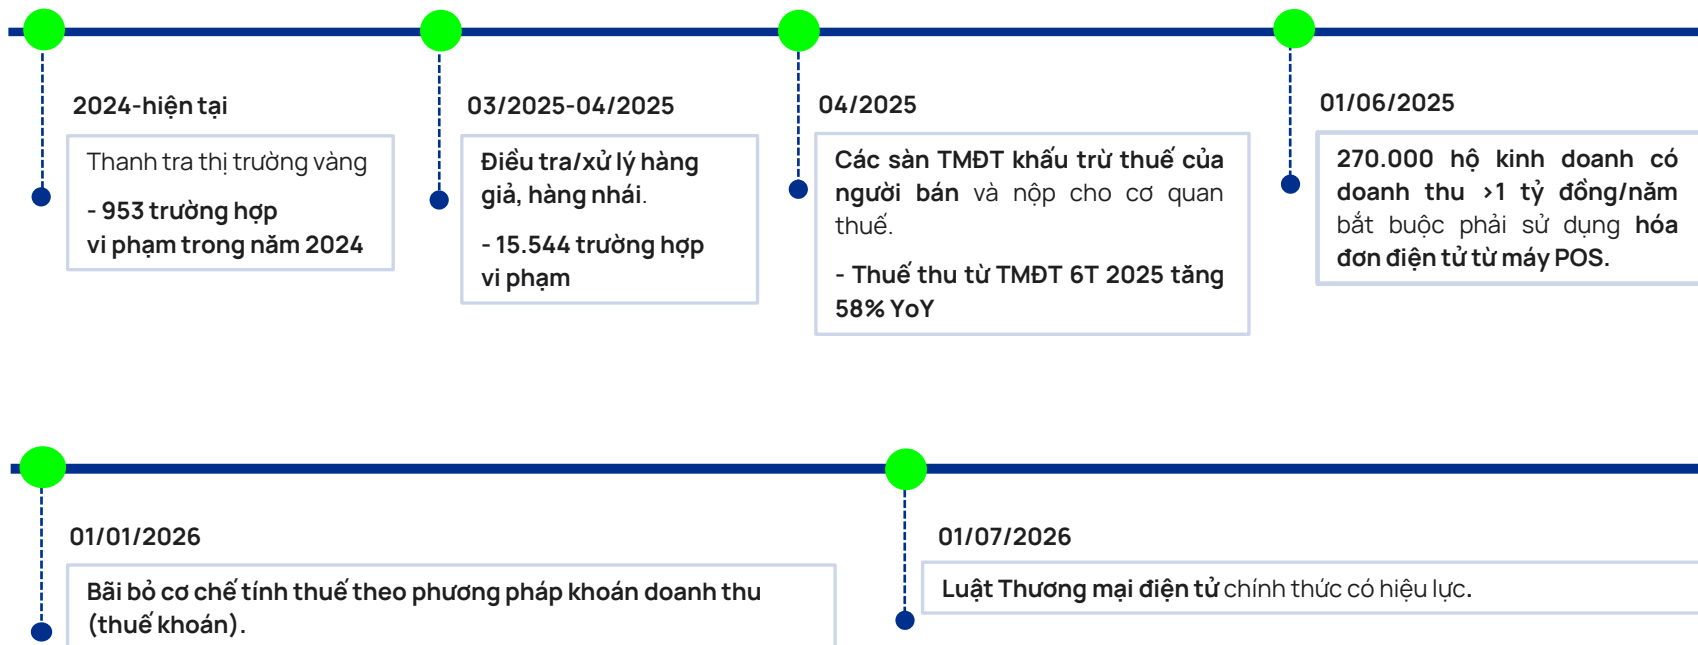 2024-hiện tại
Thanh tra thị trường vàng
- 953 trường hợp
vi phạm trong năm 2024
03/2025-04/2025
Điều tra/xử lý hàng
giả, hàng nhái.
- 15.544 trường hợp
vi phạm
04/2025
Các sàn TMĐT khấu trừ thuế của
người bán và nộp cho cơ quan
thuế.
- Thuế thu từ TMĐT 6T 2025 tăng
58% YoY
01/06/2025
270.000 hộ kinh doanh có
doanh thu >1 tỷ đồng/năm
bắt buộc phải sử dụng hóa
đơn điện tử từ máy POS.
01/01/2026
Bãi bỏ cơ chế tính thuế theo phương pháp khoán doanh thu
(thuế khoán).
01/07/2026
Luật Thương mại điện tử chính thức có hiệu lực.